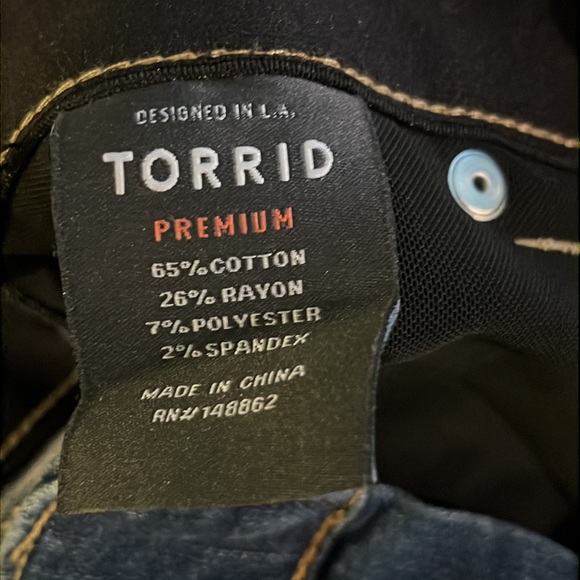 DESIGNED IN L.A.
TORRID
PREMIUM
65% COTTON
26% RAYON
7% POLYESTER
2% SPANDEX
MADE IN CHINA
RN#148862